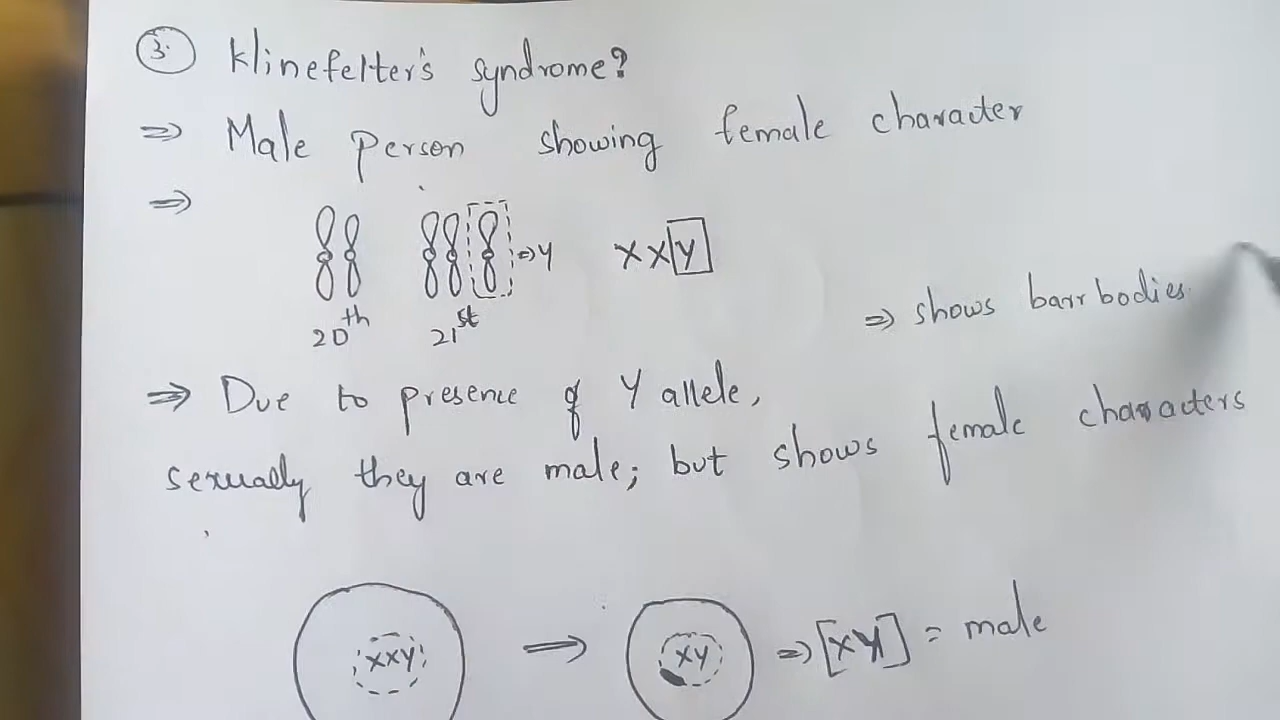 3. Klinefelter's syndrome?
⇒ Male person showing female character
⇒
⇒ Y XXY
20th 21st
⇒ shows barr bodies
⇒ Due to presence of Y allele,
sexually they are male; but shows female characters
XXY ⇒ XY ⇒ [XY] = male